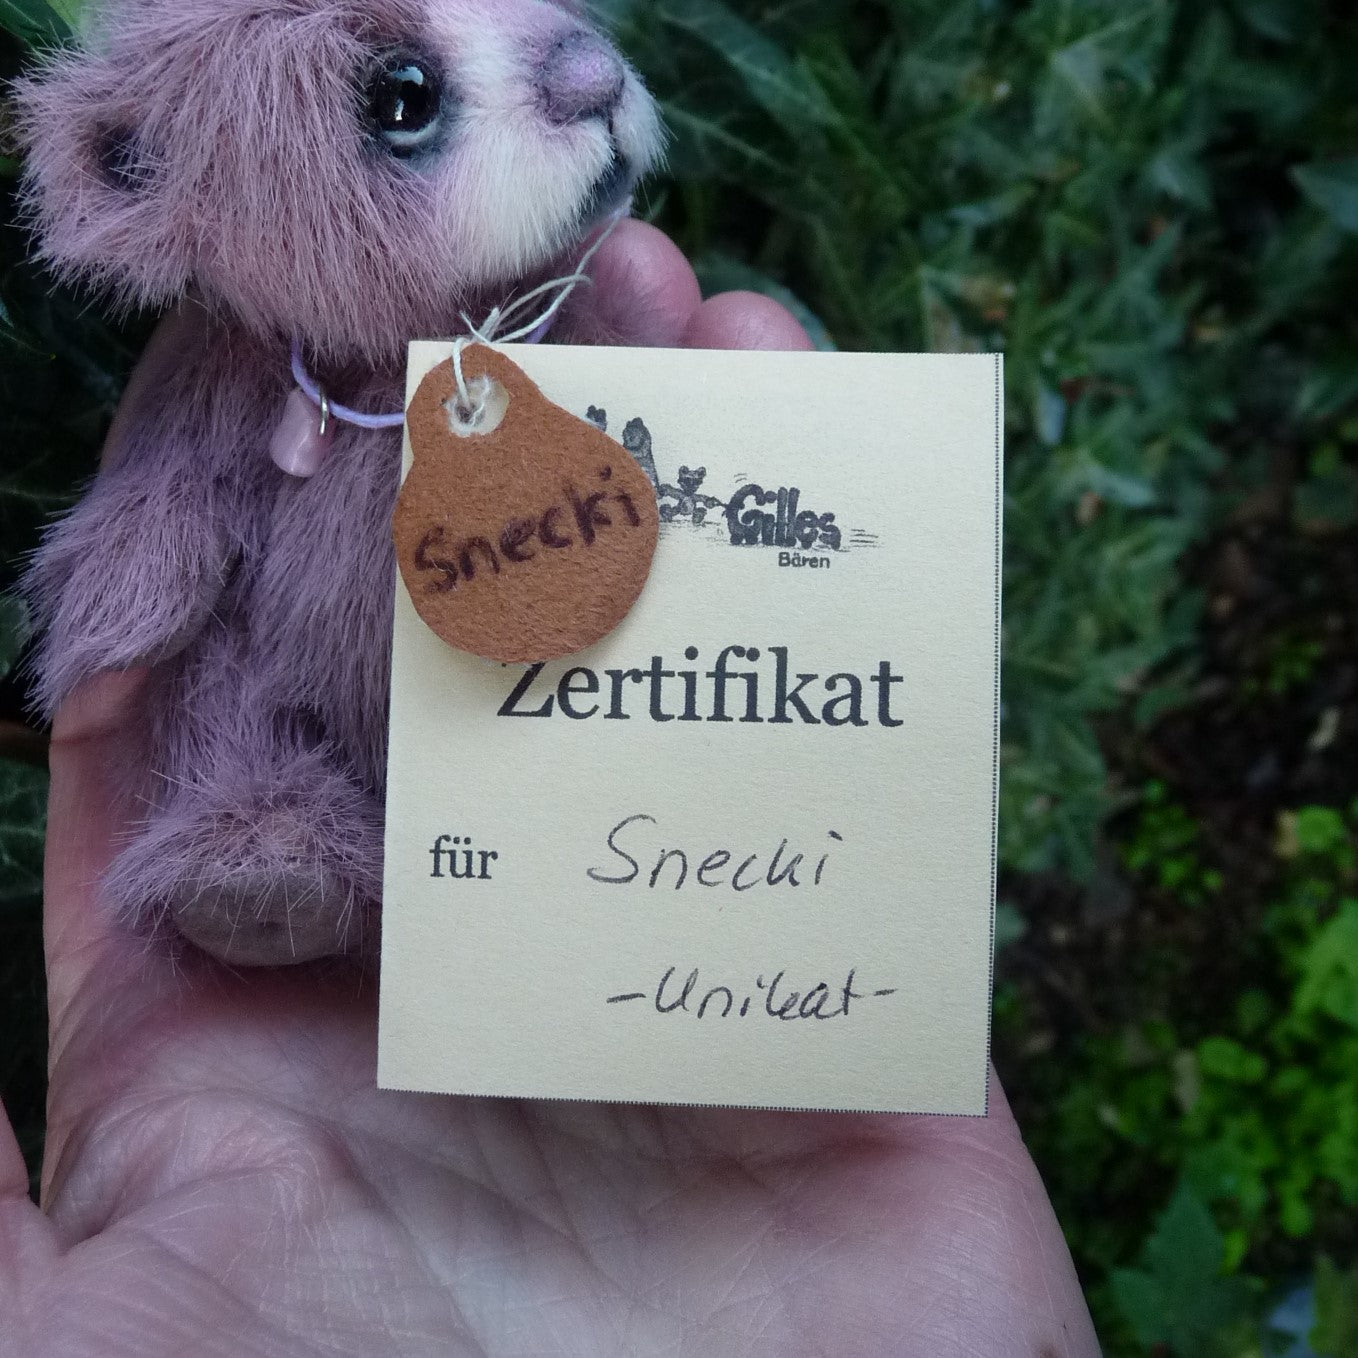 Snecki
Gilles
Bären
Zertifikat
für Snecki
-Unikat-